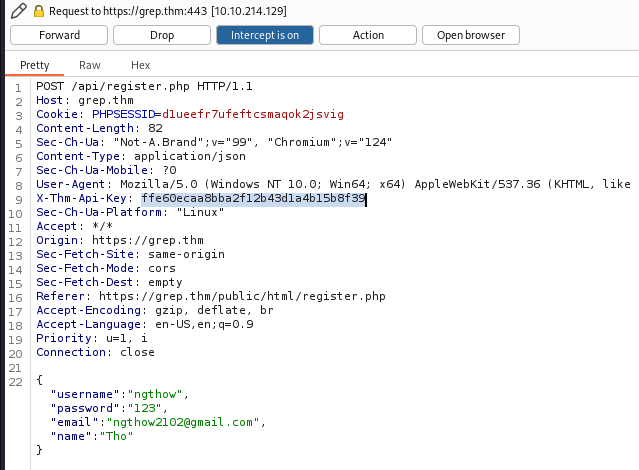 Request to https://grep.thm:443 [10.10.214.129]
Forward Drop Intercept is on Action Open browser
Pretty Raw Hex
1 POST /api/register.php HTTP/1.1
2 Host: grep.thm
3 Cookie: PHPSESSID=d1ueefr7ufeftcsmaqok2jsvig
4 Content-Length: 82
5 Sec-Ch-Ua: "Not-A.Brand";v="99", "Chromium";v="124"
6 Content-Type: application/json
7 Sec-Ch-Ua-Mobile: ?0
8 User-Agent: Mozilla/5.0 (Windows NT 10.0; Win64; x64) AppleWebKit/537.36 (KHTML, like
9 X-Thm-Api-Key: ffe60ecaa8bba2f12b43d1a4b15b8f39
10 Sec-Ch-Ua-Platform: "Linux"
11 Accept: */*
12 Origin: https://grep.thm
13 Sec-Fetch-Site: same-origin
14 Sec-Fetch-Mode: cors
15 Sec-Fetch-Dest: empty
16 Referer: https://grep.thm/public/html/register.php
17 Accept-Encoding: gzip, deflate, br
18 Accept-Language: en-US,en;q=0.9
19 Priority: u=1, i
20 Connection: close
21
22 {
"username":"ngthow",
"password":"123",
"email":"ngthow2102@gmail.com",
"name":"Tho"
}